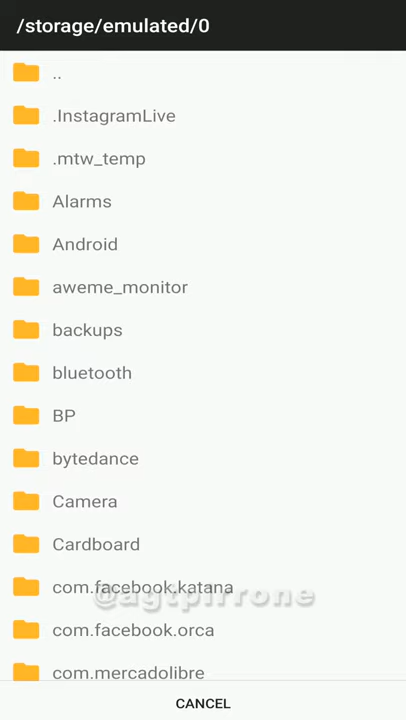 /storage/emulated/0
..
.InstagramLive
.mtw_temp
Alarms
Android
aweme_monitor
backups
bluetooth
BP
bytedance
Camera
Cardboard
com.facebook.katana
@agtpirrone
com.facebook.orca
com.mercadolibre
CANCEL